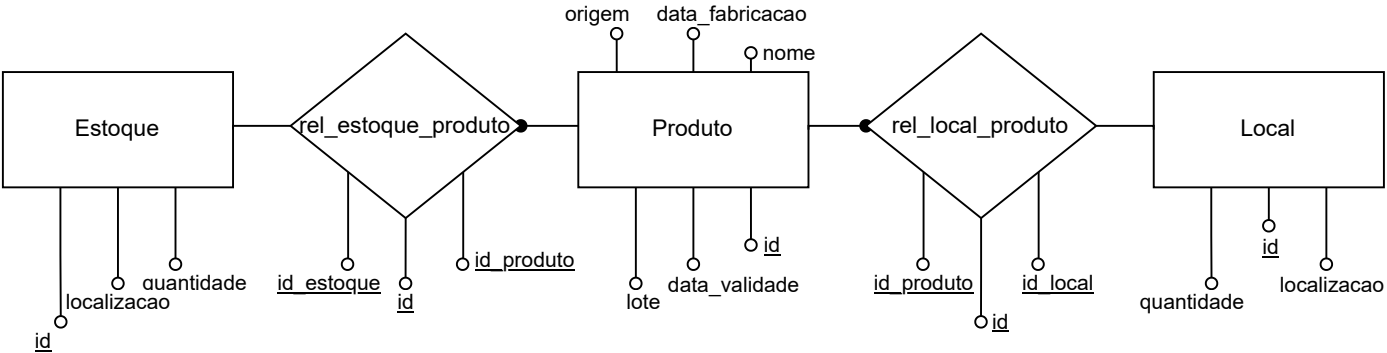 origem
data_fabricacao
nome
Estoque
rel_estoque_produto
Produto
rel_local_produto
Local
id
localizacao
quantidade
id_estoque
id
id_produto
lote
data_validade
id
id_produto
id
id_local
quantidade
id
localizacao